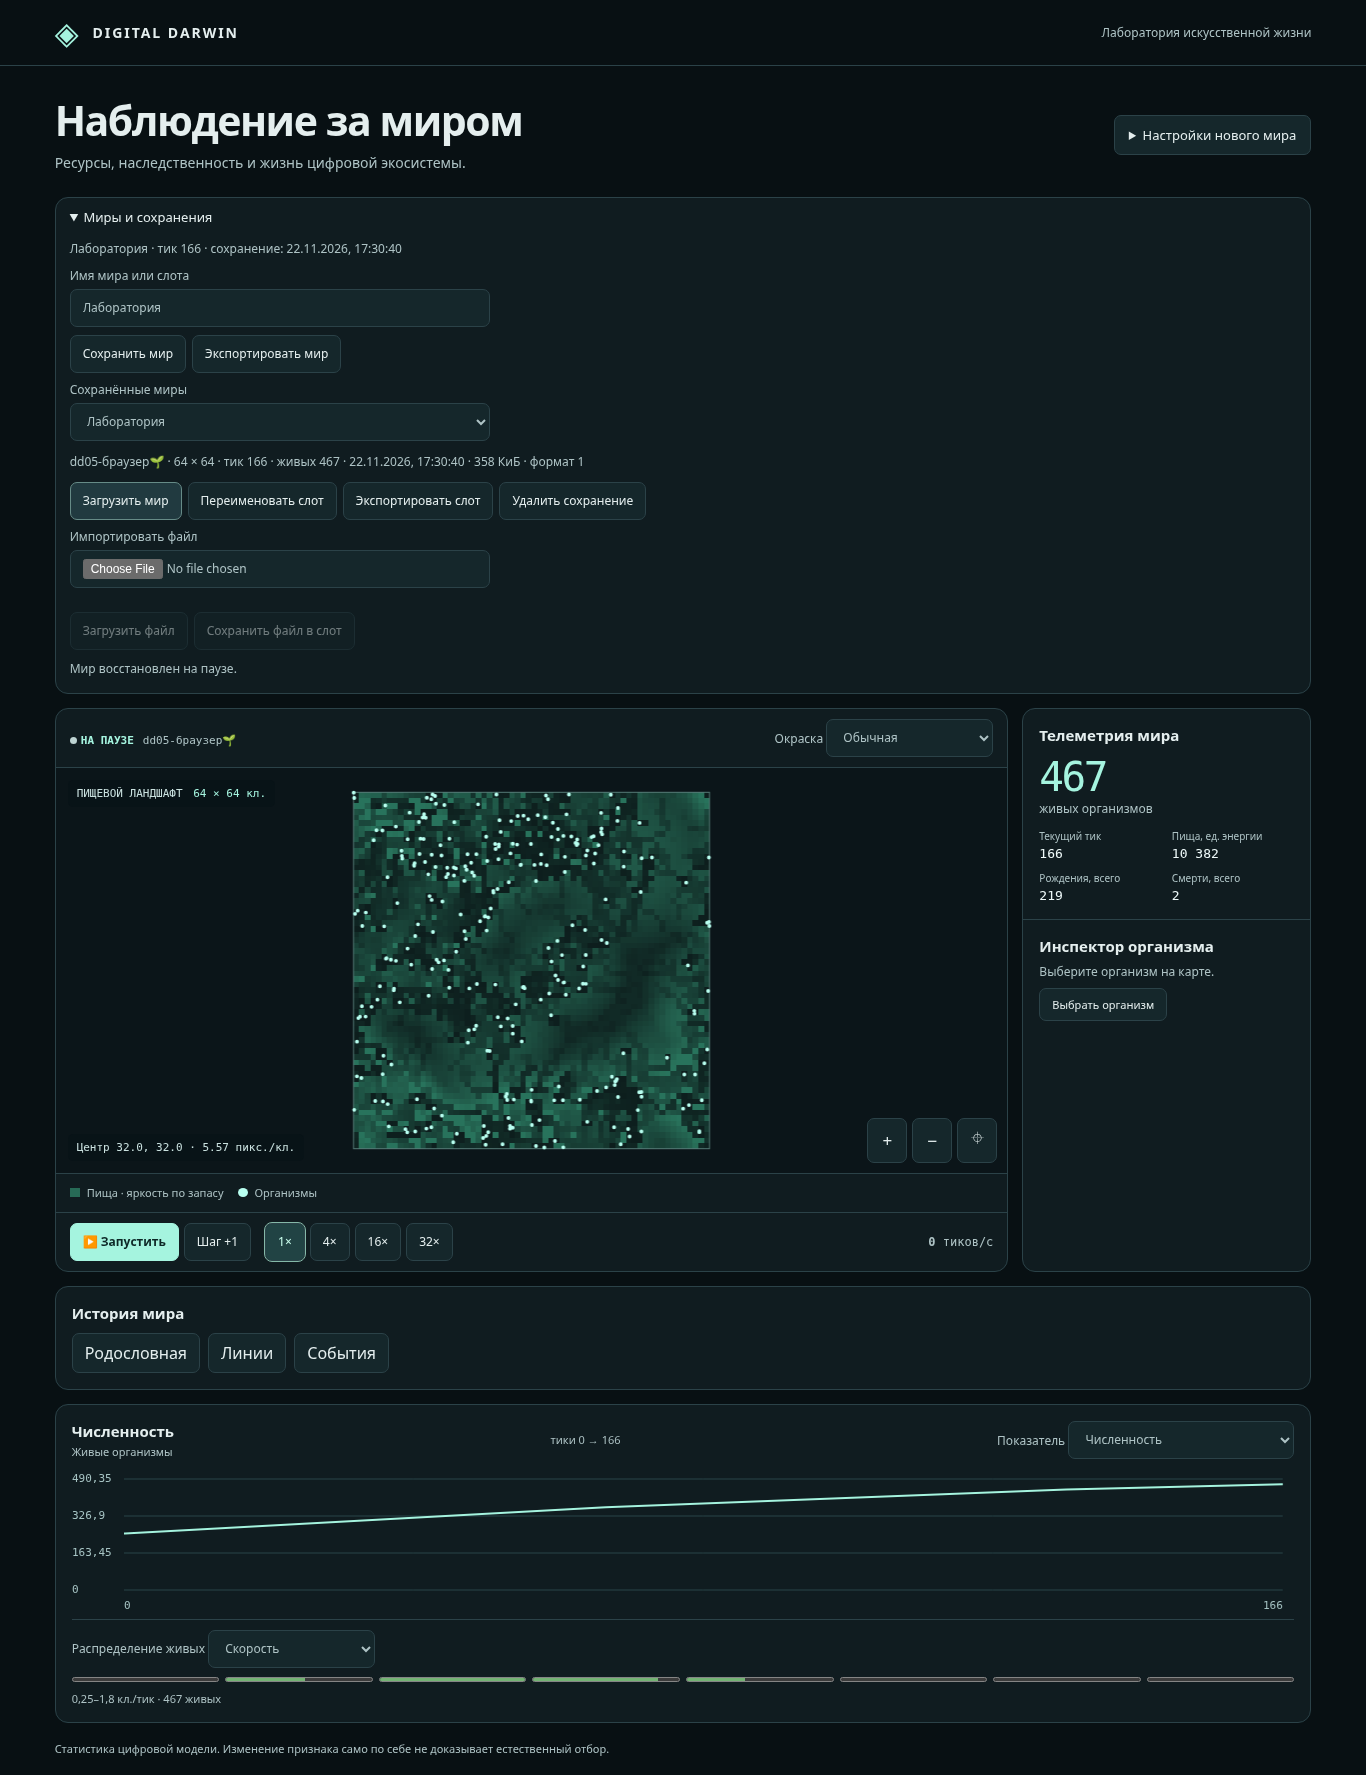 DIGITAL DARWIN
Лаборатория искусственной жизни
Наблюдение за миром
Ресурсы, наследственность и жизнь цифровой экосистемы.
▶ Настройки нового мира
▼ Миры и сохранения
Лаборатория · тик 166 · сохранение: 22.11.2026, 17:30:40
Имя мира или слота
Лаборатория
Сохранить мир
Экспортировать мир
Сохранённые миры
Лаборатория
dd05-браузер🌱 · 64 × 64 · тик 166 · живых 467 · 22.11.2026, 17:30:40 · 358 КиБ · формат 1
Загрузить мир
Переименовать слот
Экспортировать слот
Удалить сохранение
Импортировать файл
Choose File No file chosen
Загрузить файл
Сохранить файл в слот
Мир восстановлен на паузе.
НА ПАУЗЕ dd05-браузер🌱
Окраска Обычная
ПИЩЕВОЙ ЛАНДШАФТ 64 × 64 кл.
Центр 32.0, 32.0 · 5.57 пикс./кл.
+
−
⌖
Пища · яркость по запасу
Организмы
▶️ Запустить
Шаг +1
1×
4×
16×
32×
0 тиков/с
Телеметрия мира
467
живых организмов
Текущий тик
166
Пища, ед. энергии
10 382
Рождения, всего
219
Смерти, всего
2
Инспектор организма
Выберите организм на карте.
Выбрать организм
История мира
Родословная
Линии
События
Численность
Живые организмы
тики 0 → 166
Показатель Численность
490,35
326,9
163,45
0
0
166
Распределение живых Скорость
0,25–1,8 кл./тик · 467 живых
Статистика цифровой модели. Изменение признака само по себе не доказывает естественный отбор.